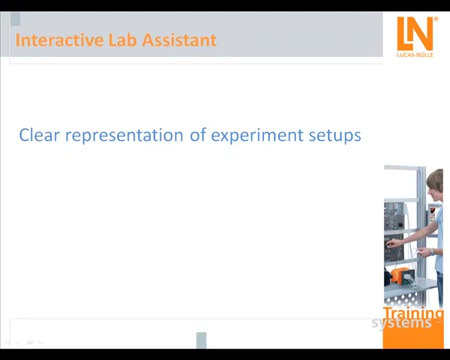 Interactive Lab Assistant
LN®
LUCAS-NÜLLE
Clear representation of experiment setups
Training
systems